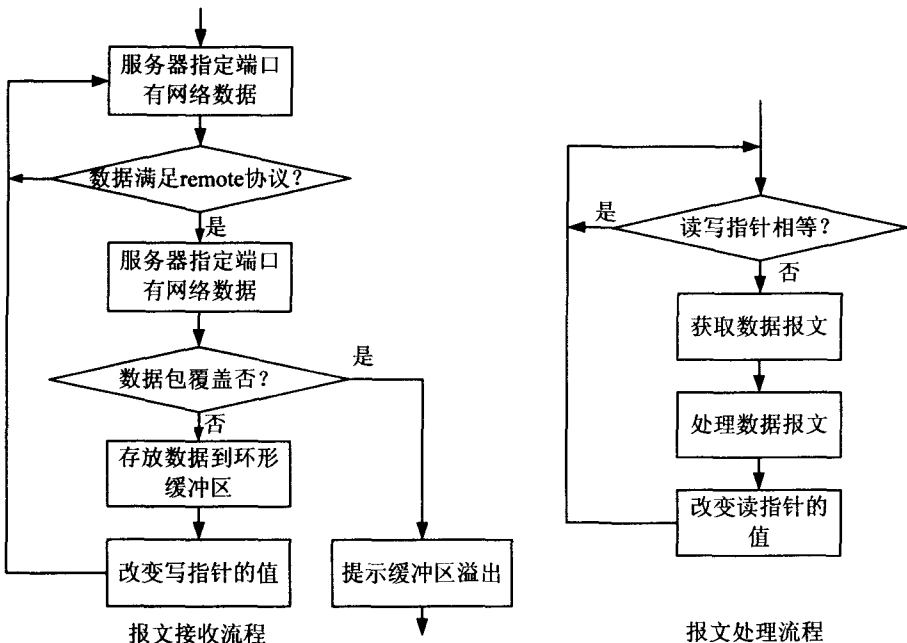 服务器指定端口
有网络数据
数据满足remote协议？
是
服务器指定端口
有网络数据
数据包覆盖否？
是
否
存放数据到环形
缓冲区
改变写指针的值
提示缓冲区溢出
报文接收流程
读写指针相等？
是
否
获取数据报文
处理数据报文
改变读指针的
值
报文处理流程